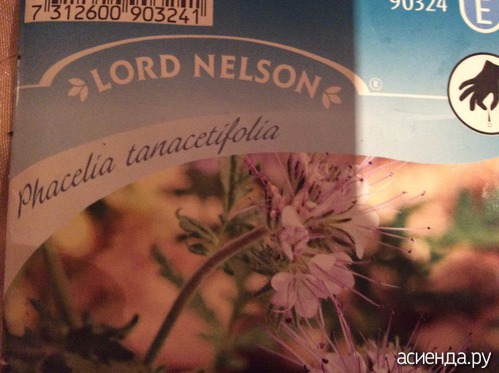 7 312600 903241
90324
E
LORD NELSON
®
Phacelia tanacetifolia
асиенда.ру